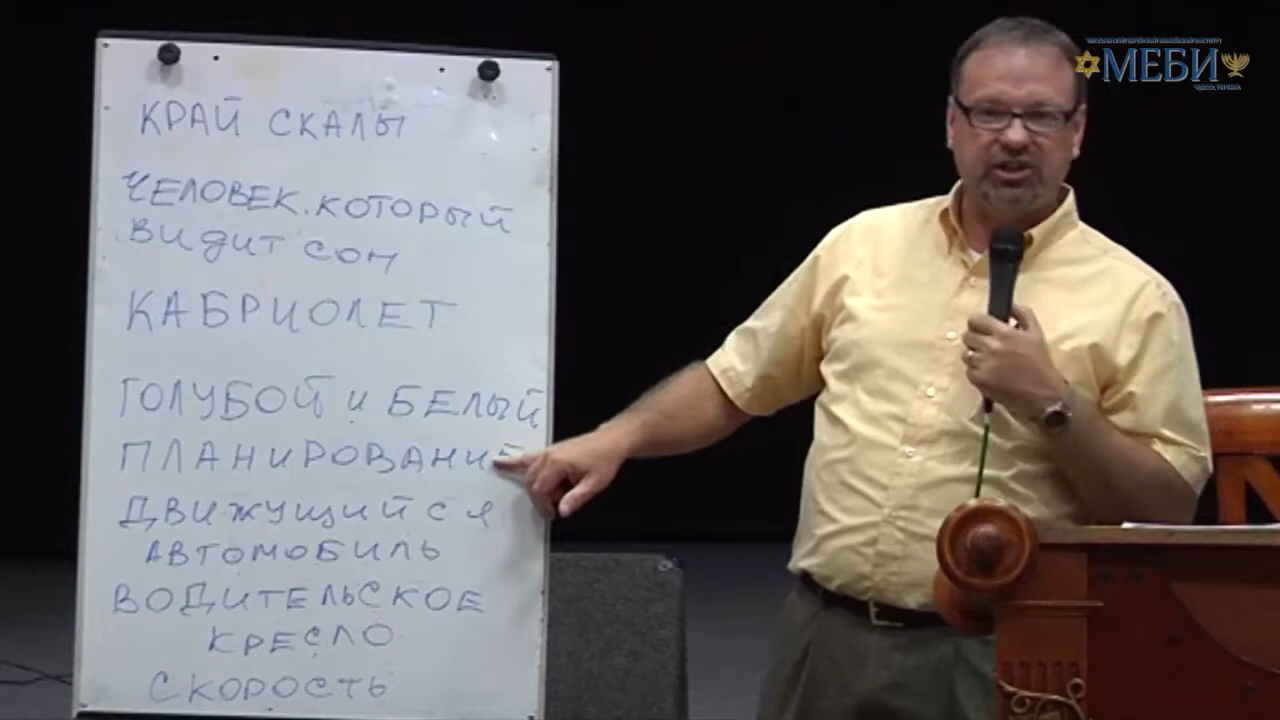 КРАЙ СКАЛЫ
ЧЕЛОВЕК. КОТОРЫЙ
ВИДИТ СОН
КАБРИОЛЕТ
ГОЛУБОЙ И БЕЛЫЙ
ПЛАНИРОВАНИЕ
ДВИЖУЩИЙСЯ
АВТОМОБИЛЬ
ВОДИТЕЛЬСКОЕ
КРЕСЛО
СКОРОСТЬ
МЕБИ